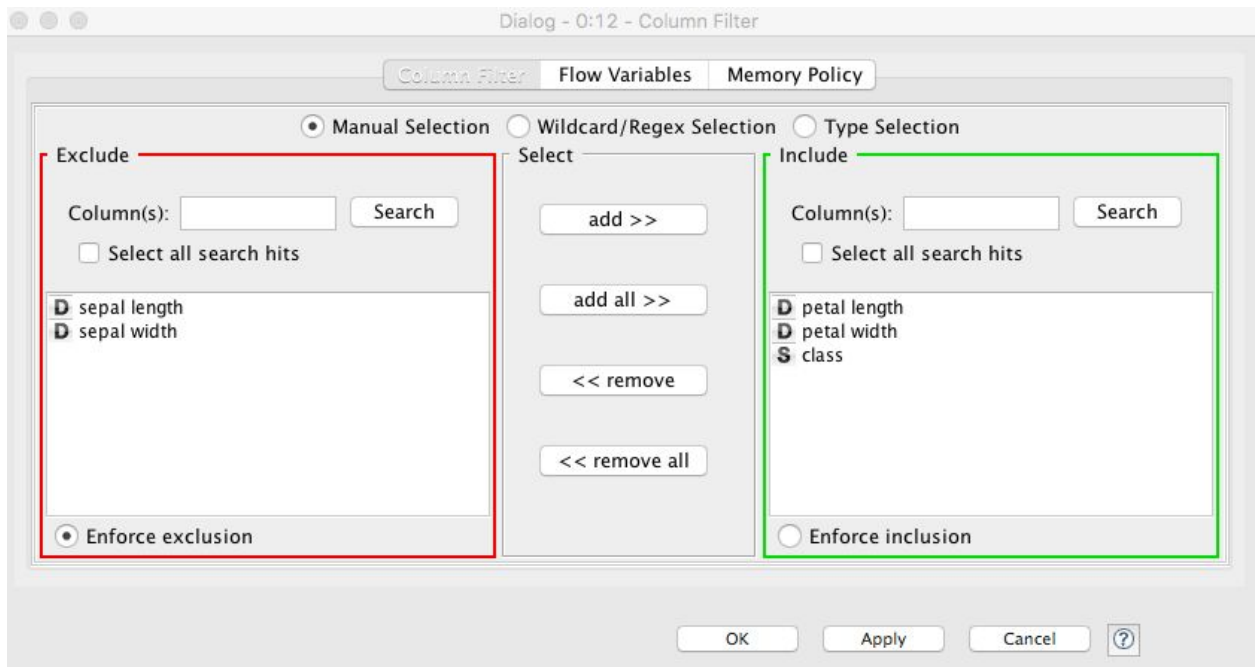 Dialog - 0:12 - Column Filter
Column Filter Flow Variables Memory Policy
Manual Selection Wildcard/Regex Selection Type Selection
Exclude
Column(s): Search
Select all search hits
D sepal length
D sepal width
Enforce exclusion
Select
add >>
add all >>
<< remove
<< remove all
Include
Column(s): Search
Select all search hits
D petal length
D petal width
S class
Enforce inclusion
OK Apply Cancel ?